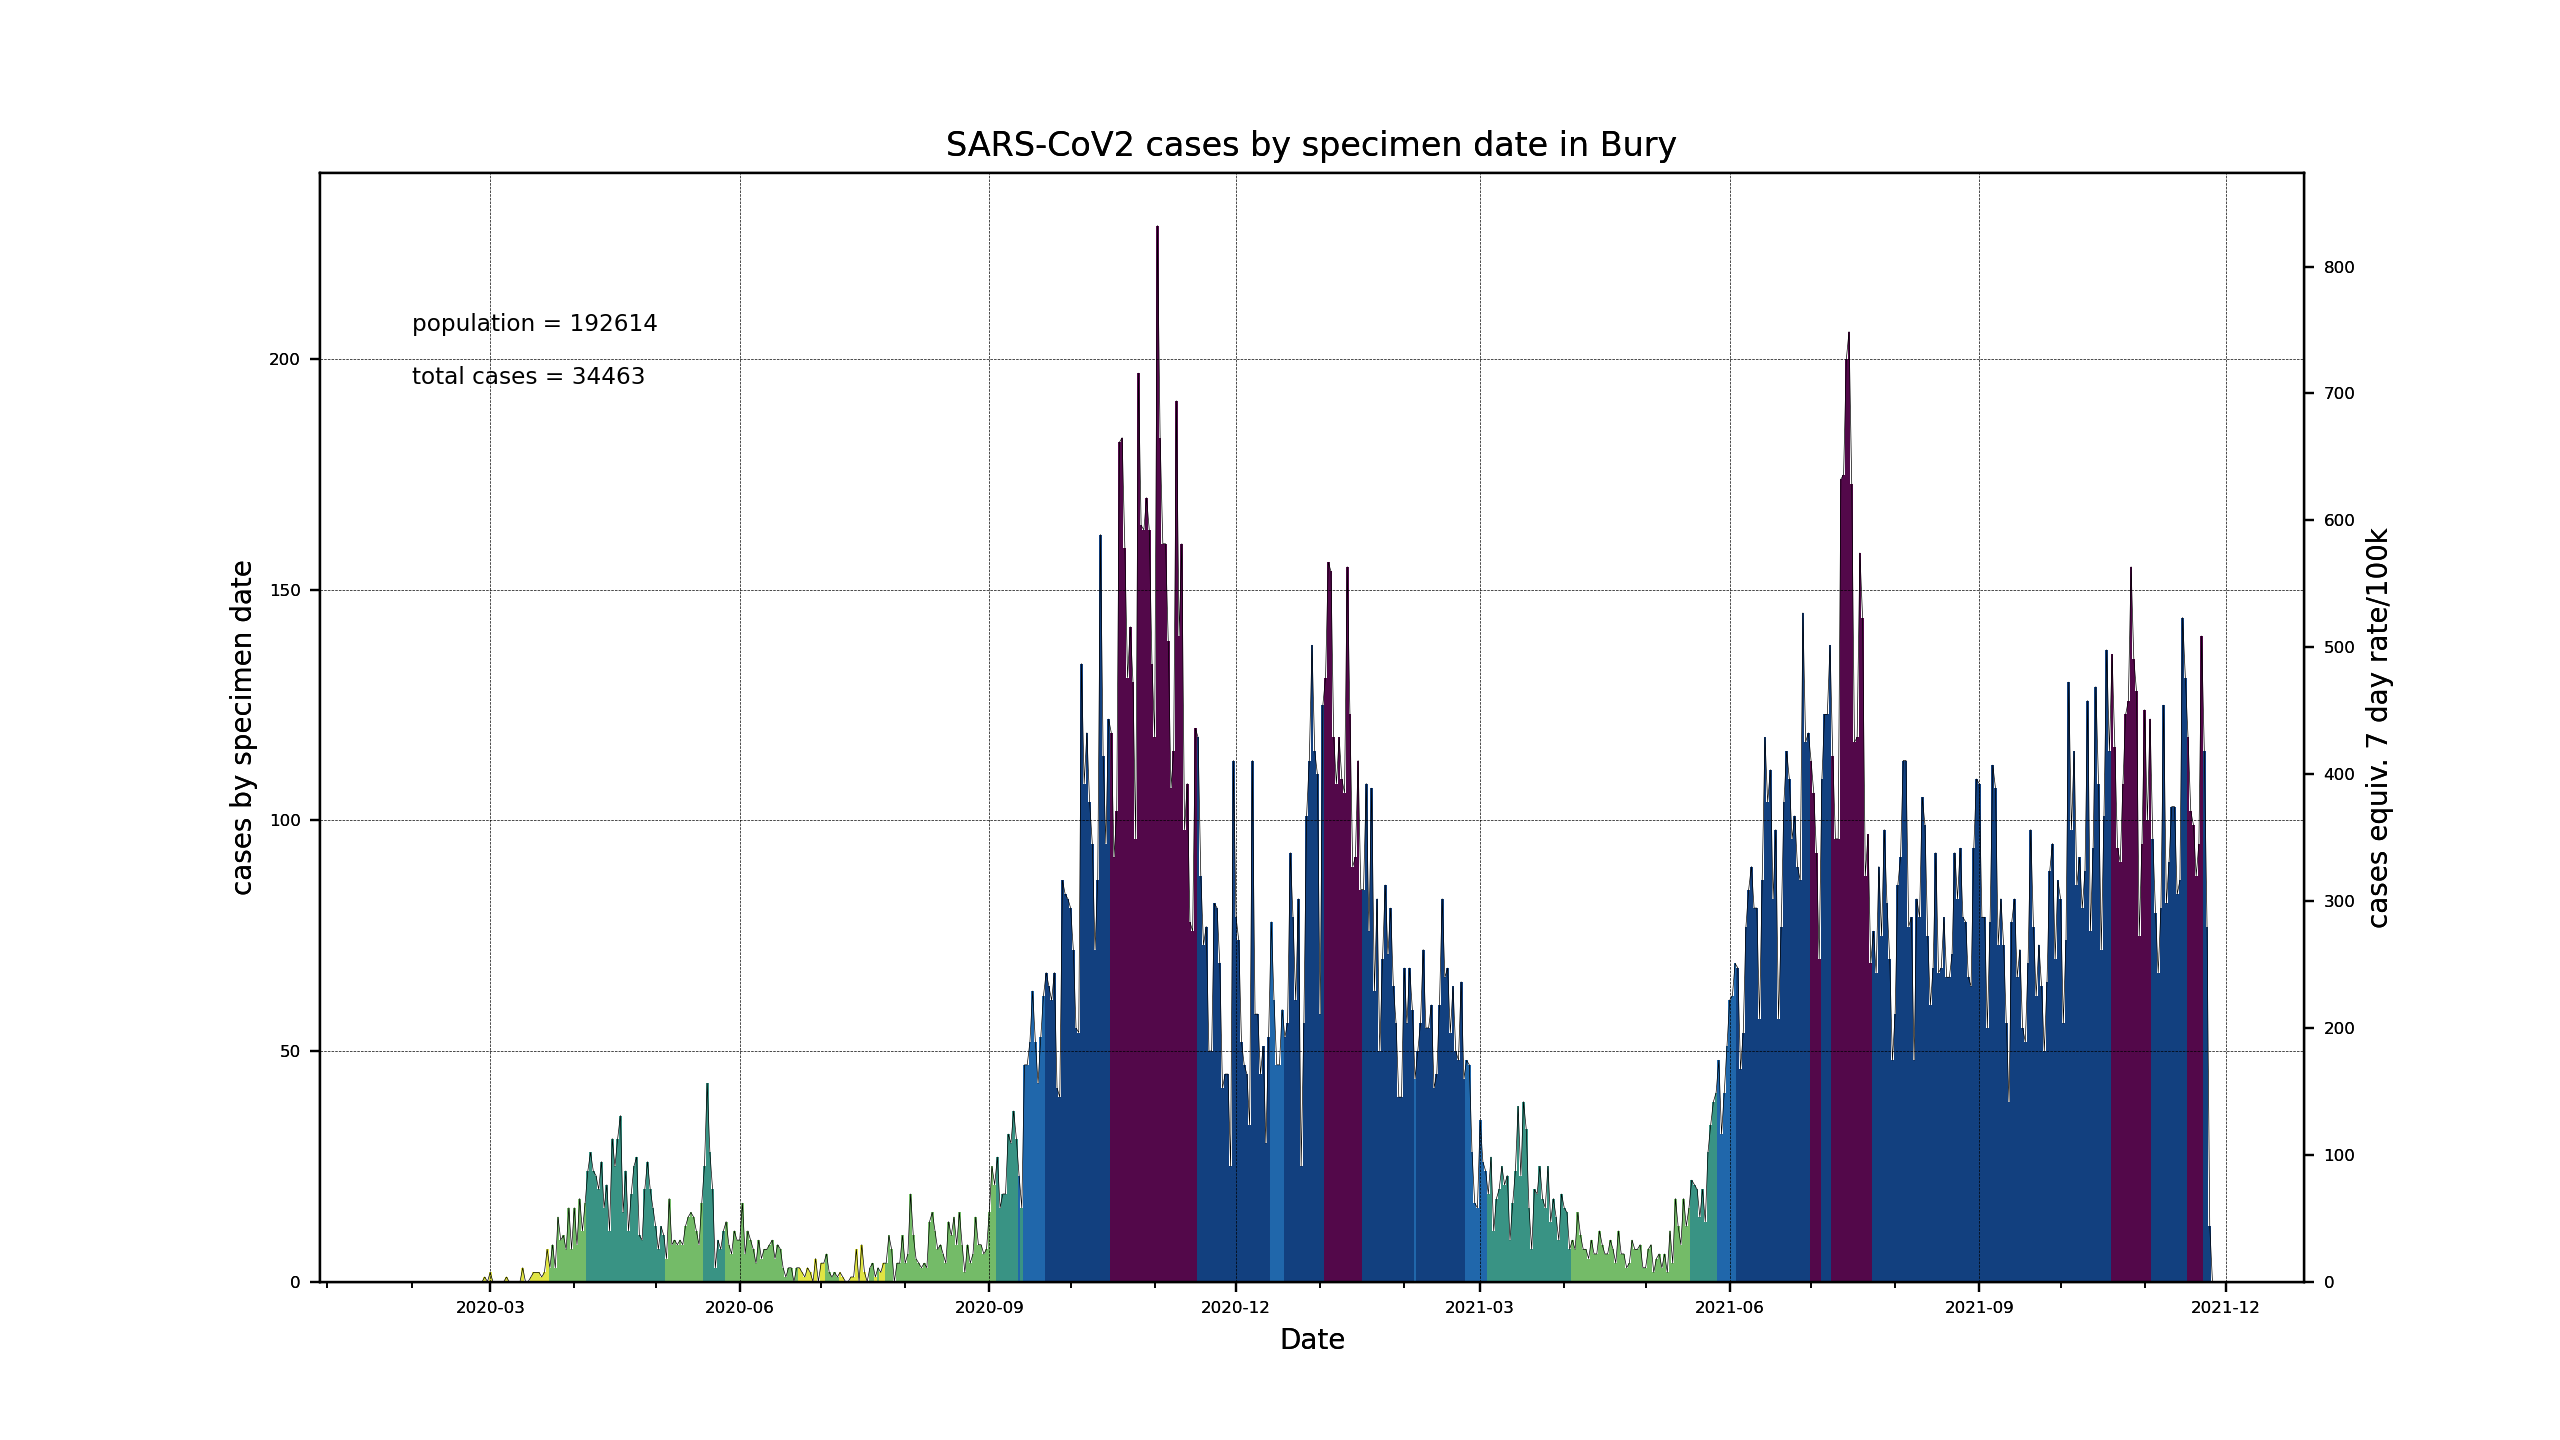 SARS-CoV2 cases by specimen date in Bury
population = 192614
total cases = 34463
cases by specimen date
200
150
100
50
0
800
700
600
500
400
300
200
100
0
cases equiv. 7 day rate/100k
2020-03 2020-06 2020-09 2020-12 2021-03 2021-06 2021-09 2021-12
Date